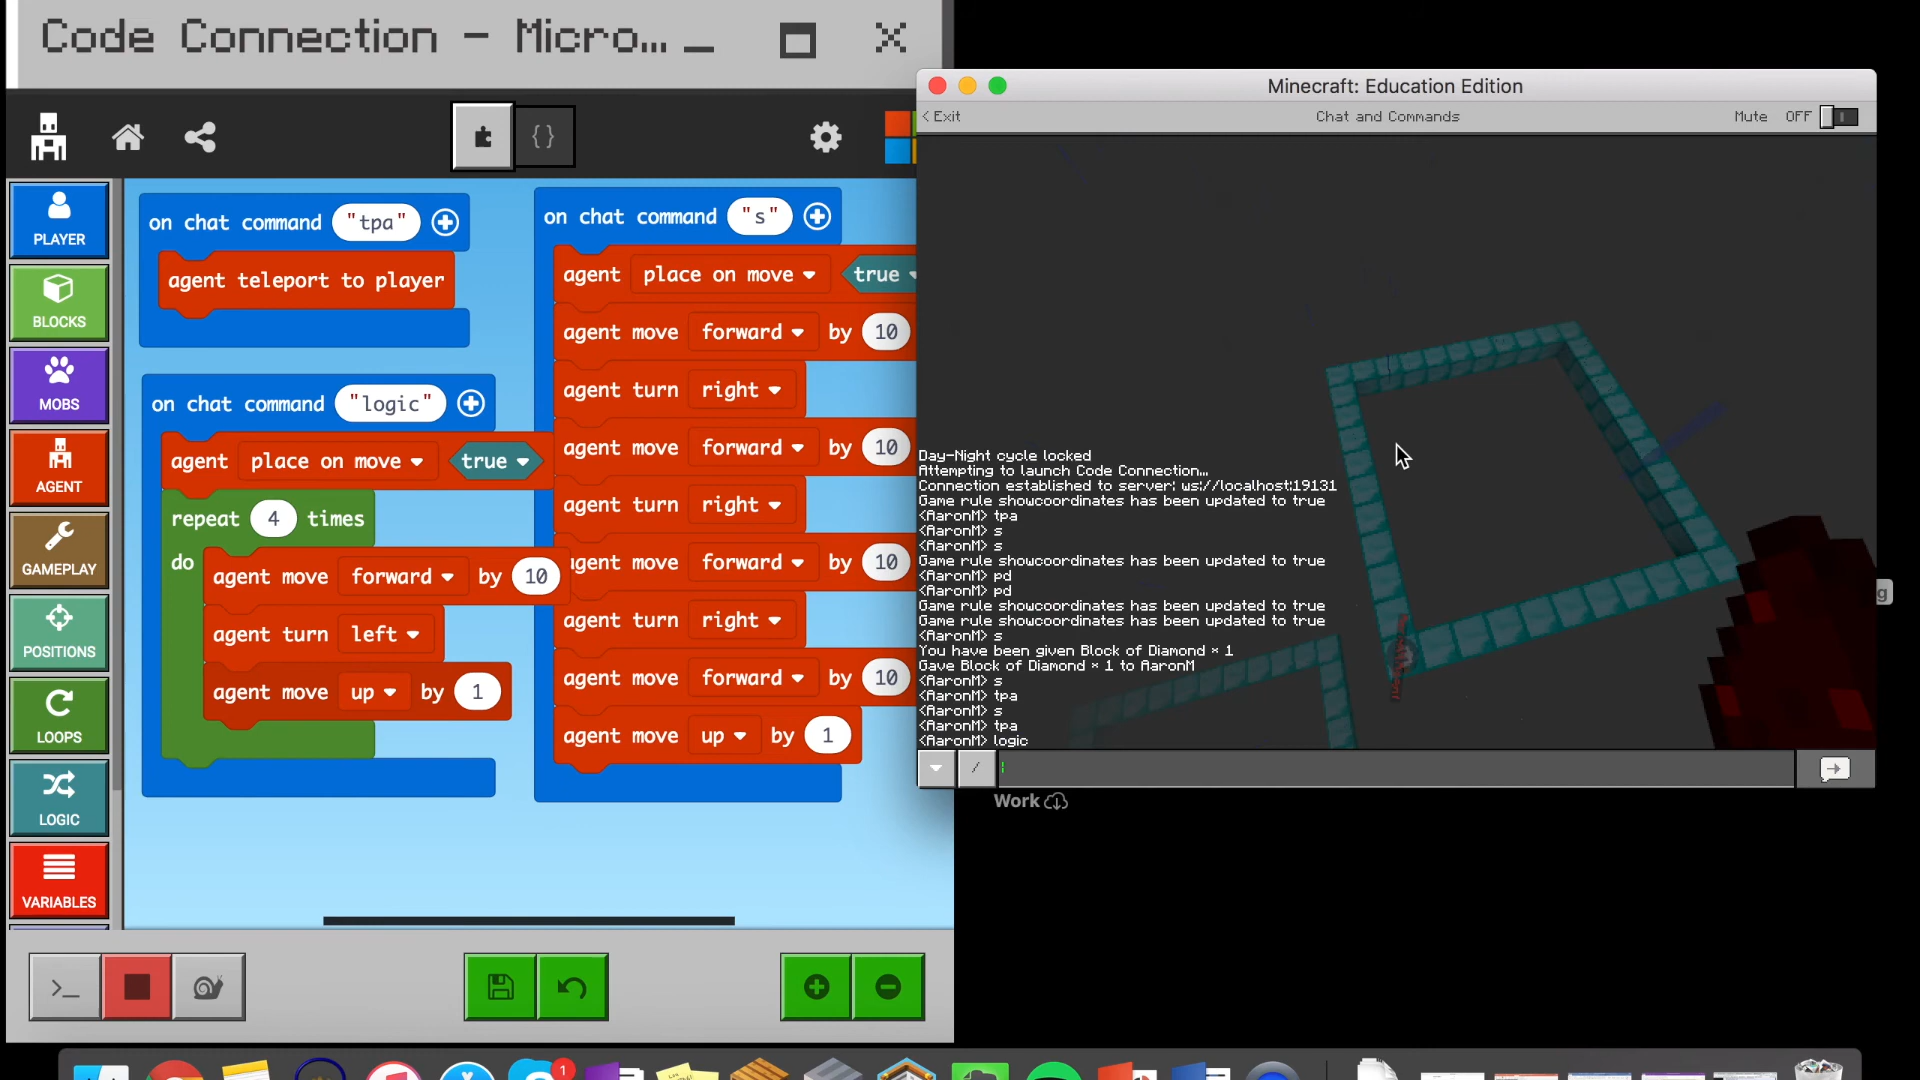 Code Connection - Micro...
{}
PLAYER
BLOCKS
MOBS
AGENT
GAMEPLAY
POSITIONS
LOOPS
LOGIC
VARIABLES
on chat command "tpa"
agent teleport to player
on chat command "logic"
agent place on move true
repeat 4 times
do
agent move forward by 10
agent turn left
agent move up by 1
on chat command "s"
agent place on move true
agent move forward by 10
agent turn right
agent move forward by 10
agent turn right
agent move forward by 10
agent turn right
agent move forward by 10
agent move up by 1
>_
Minecraft: Education Edition
< Exit
Chat and Commands
Mute OFF
Day-Night cycle locked
Attempting to launch Code Connection...
Connection established to server: ws://localhost:19131
Game rule showcoordinates has been updated to true
<AaronM> tpa
<AaronM> s
<AaronM> s
Game rule showcoordinates has been updated to true
<AaronM> pd
<AaronM> pd
Game rule showcoordinates has been updated to true
Game rule showcoordinates has been updated to true
<AaronM> s
You have been given Block of Diamond * 1
Gave Block of Diamond * 1 to AaronM
<AaronM> s
<AaronM> tpa
<AaronM> s
<AaronM> tpa
<AaronM> logic
/
g
Work
1